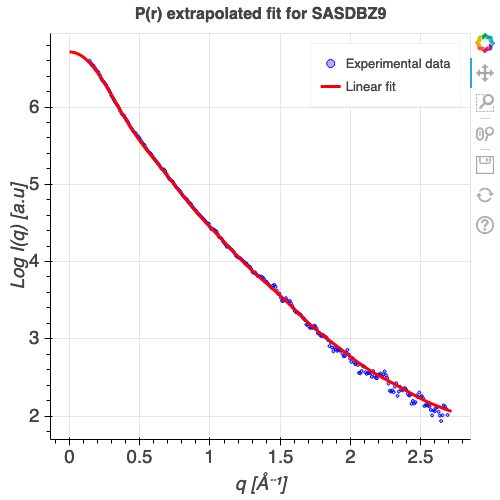 P(r) extrapolated fit for SASDBZ9
Experimental data
Linear fit
Log I(q) [a.u]
6
5
4
3
2
0
0.5
1
1.5
2
2.5
q [Å⁻¹]